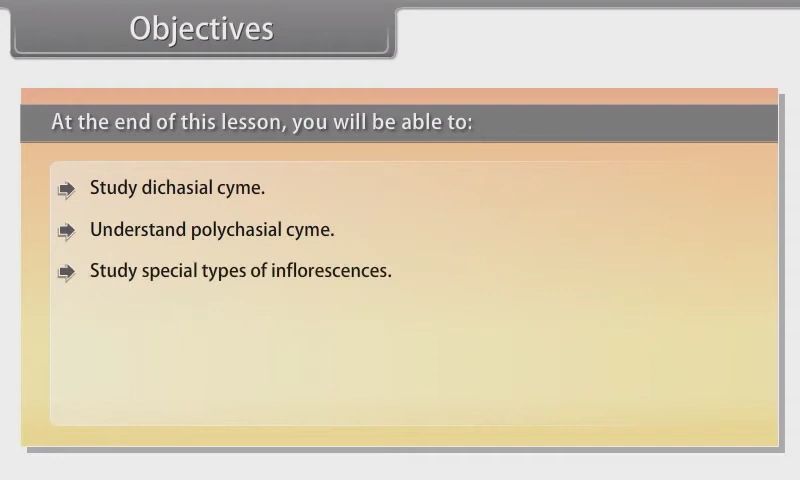 Objectives
At the end of this lesson, you will be able to:
Study dichasial cyme.
Understand polychasial cyme.
Study special types of inflorescences.